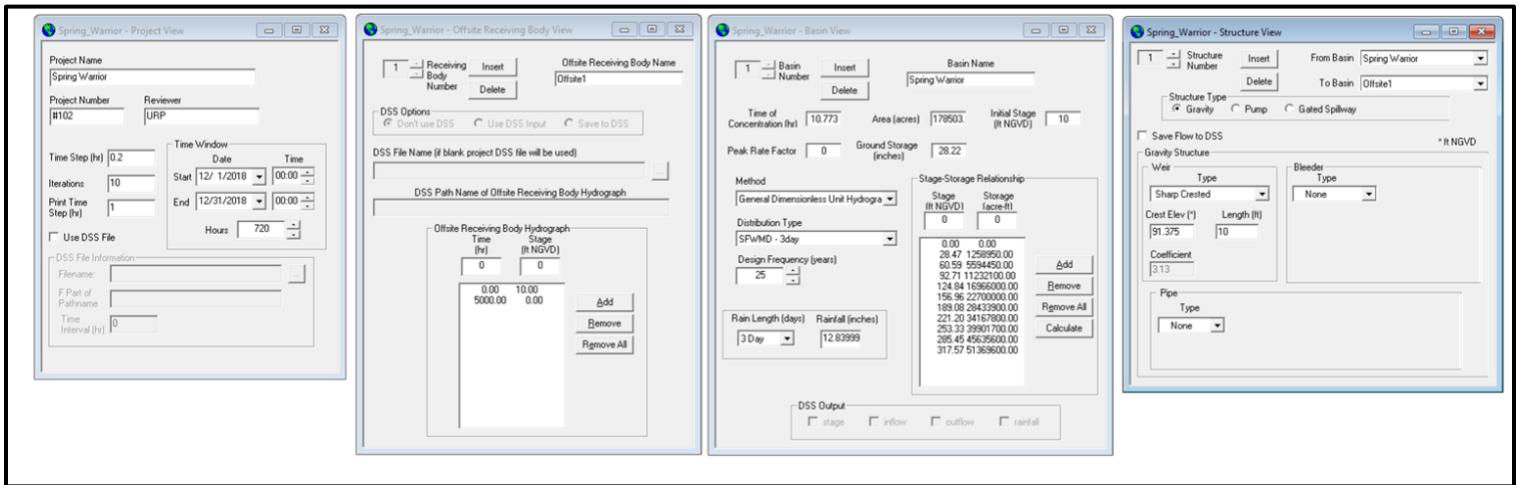 Spring_Warrior - Project View
Project Name
Spring Warrior
Project Number Reviewer
#102 URP
Time Window
Date Time
Time Step (hr) 0.2
Start 12/ 1/2018 00:00
Iterations 10
End 12/31/2018 00:00
Print Time Step (hr) 1
Hours 720
Use DSS File
DSS File Information
Filename: ...
F Part of Pathname
Time Interval (hr) 0
Spring_Warrior - Offsite Receiving Body View
1 Receiving Body Number Insert Delete
Offsite Receiving Body Name
Offsite1
DSS Options
Don't use DSS Use DSS Input Save to DSS
DSS File Name (if blank project DSS file will be used)
...
DSS Path Name of Offsite Receiving Body Hydrograph
Offsite Receiving Body Hydrograph
Time (hr) Stage (ft NGVD)
0 0
0.00 10.00
5000.00 0.00
Add
Remove
Remove All
Spring_Warrior - Basin View
1 Basin Number Insert Delete
Basin Name
Spring Warrior
Time of Concentration (hr) 10.773 Area (acres) 178503. Initial Stage (ft NGVD) 10
Peak Rate Factor 0 Ground Storage (inches) 28.22
Method
General Dimensionless Unit Hydrogra
Distribution Type
SFWMD - 3day
Design Frequency (years)
25
Rain Length (days) Rainfall (inches)
3 Day 12.83999
Stage-Storage Relationship
Stage (ft NGVD) Storage (acre-ft)
0 0
0.00 0.00
28.47 1258950.00
60.59 5594450.00
92.71 11232100.00
124.84 16966000.00
156.96 22700000.00
189.08 28433900.00
221.20 34167800.00
253.33 39901700.00
285.45 45635600.00
317.57 51369600.00
Add
Remove
Remove All
Calculate
DSS Output
stage inflow outflow rainfall
Spring_Warrior - Structure View
1 Structure Number Insert Delete
From Basin Spring Warrior
To Basin Offsite1
Structure Type
Gravity Pump Gated Spillway
Save Flow to DSS
* ft NGVD
Gravity Structure
Weir
Type
Sharp Crested
Crest Elev (*) Length (ft)
91.375 10
Coefficient
3.13
Bleeder
Type
None
Pipe
Type
None